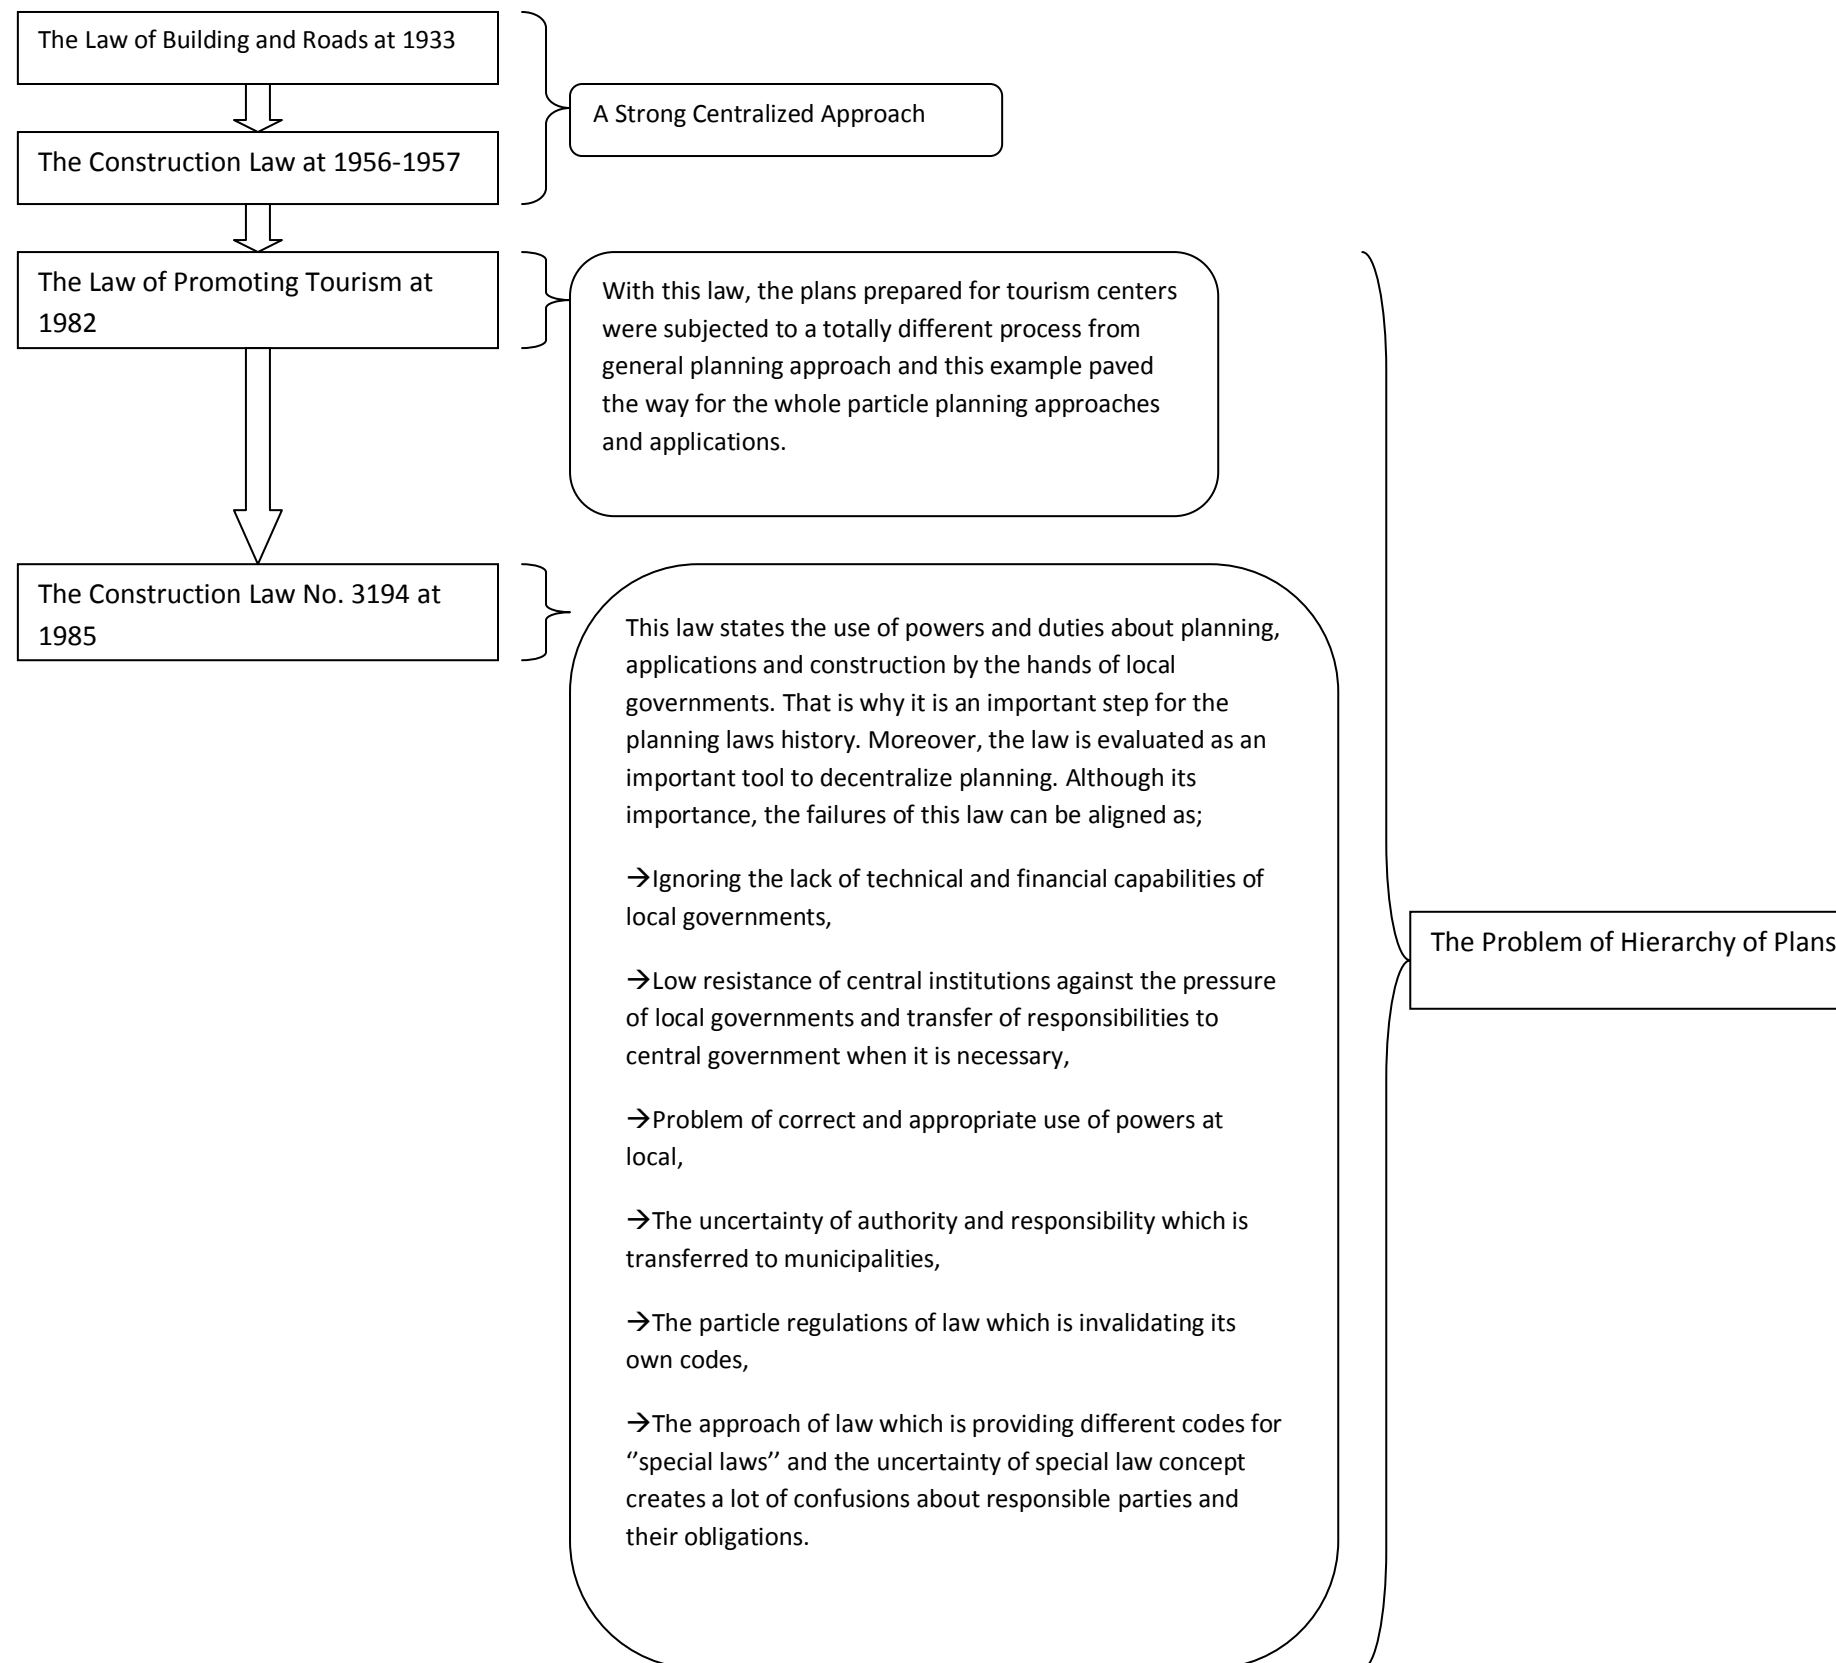 The Law of Building and Roads at 1933
A Strong Centralized Approach
The Construction Law at 1956-1957
The Law of Promoting Tourism at
1982
With this law, the plans prepared for tourism centers
were subjected to a totally different process from
general planning approach and this example paved
the way for the whole particle planning approaches
and applications.
The Construction Law No. 3194 at
1985
This law states the use of powers and duties about planning,
applications and construction by the hands of local
governments. That is why it is an important step for the
planning laws history. Moreover, the law is evaluated as an
important tool to decentralize planning. Although its
importance, the failures of this law can be aligned as;
→Ignoring the lack of technical and financial capabilities of
local governments,
→Low resistance of central institutions against the pressure
of local governments and transfer of responsibilities to
central government when it is necessary,
→Problem of correct and appropriate use of powers at
local,
→The uncertainty of authority and responsibility which is
transferred to municipalities,
→The particle regulations of law which is invalidating its
own codes,
→The approach of law which is providing different codes for
‘’special laws’’ and the uncertainty of special law concept
creates a lot of confusions about responsible parties and
their obligations.
The Problem of Hierarchy of Plans